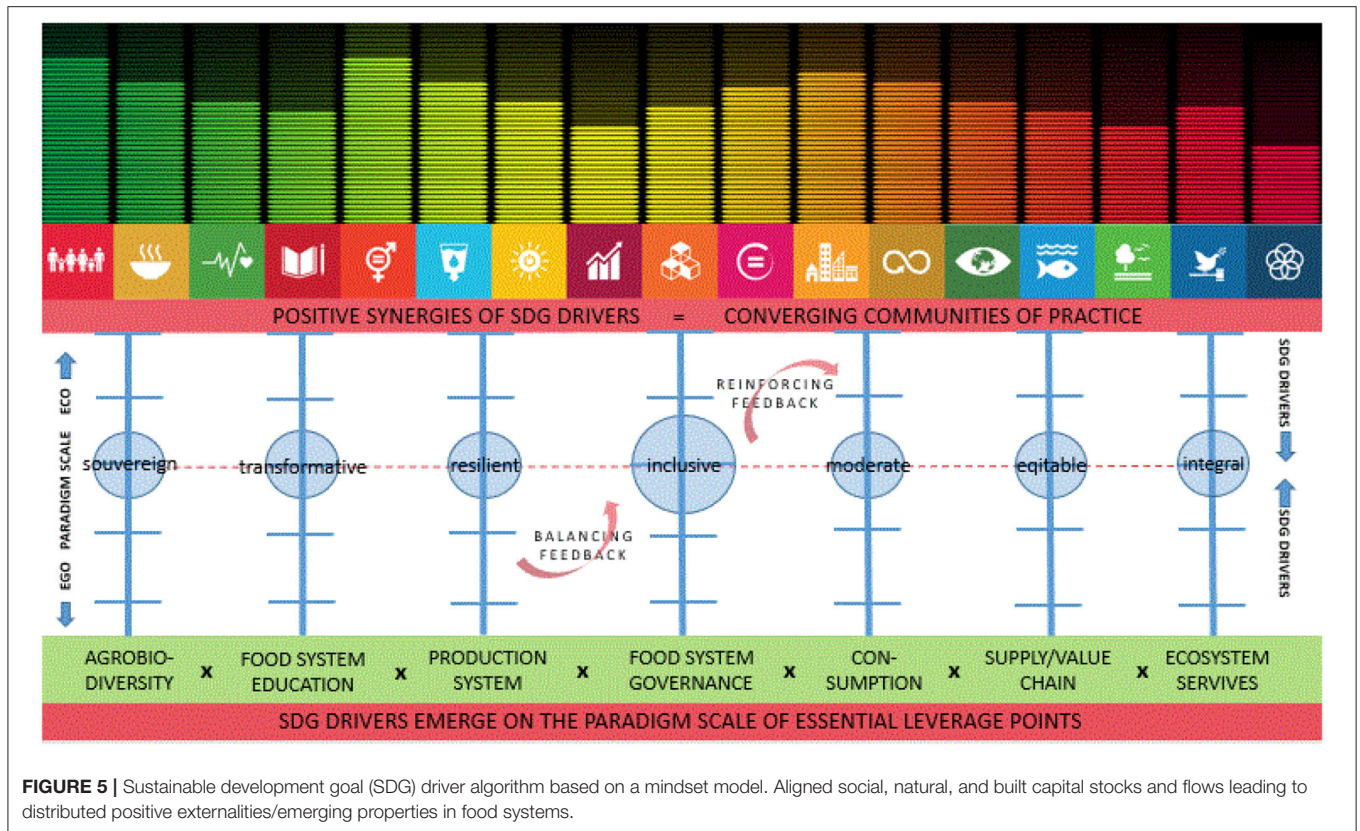 POSITIVE SYNERGIES OF SDG DRIVERS = CONVERGING COMMUNITIES OF PRACTICE
EGO PARADIGM SCALE ECO
REINFORCING
FEEDBACK
SDG DRIVERS
SDG DRIVERS
souvereign
transformative
resilient
inclusive
moderate
eqitable
integral
BALANCING
FEEDBACK
AGROBIO-
DIVERSITY
x
FOOD SYSTEM
EDUCATION
x
PRODUCTION
SYSTEM
x
FOOD SYSTEM
GOVERNANCE
x
CON-
SUMPTION
x
SUPPLY/VALUE
CHAIN
x
ECOSYSTEM
SERVIVES
SDG DRIVERS EMERGE ON THE PARADIGM SCALE OF ESSENTIAL LEVERAGE POINTS
FIGURE 5 | Sustainable development goal (SDG) driver algorithm based on a mindset model. Aligned social, natural, and built capital stocks and flows leading to
distributed positive externalities/emerging properties in food systems.